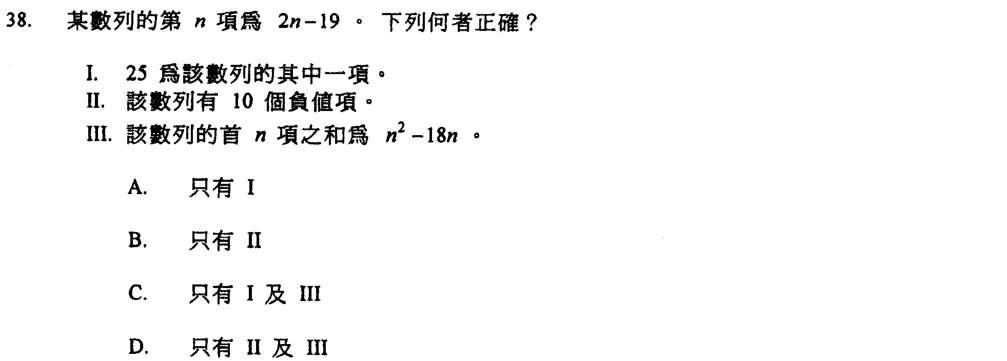 38. 某數列的第 n 項爲 2n−19 。 下列何者正確？
I. 25 爲該數列的其中一項。
II. 該數列有 10 個負值項。
III. 該數列的首 n 項之和爲 n² −18n 。
A. 只有 I
B. 只有 II
C. 只有 I 及 III
D. 只有 II 及 III